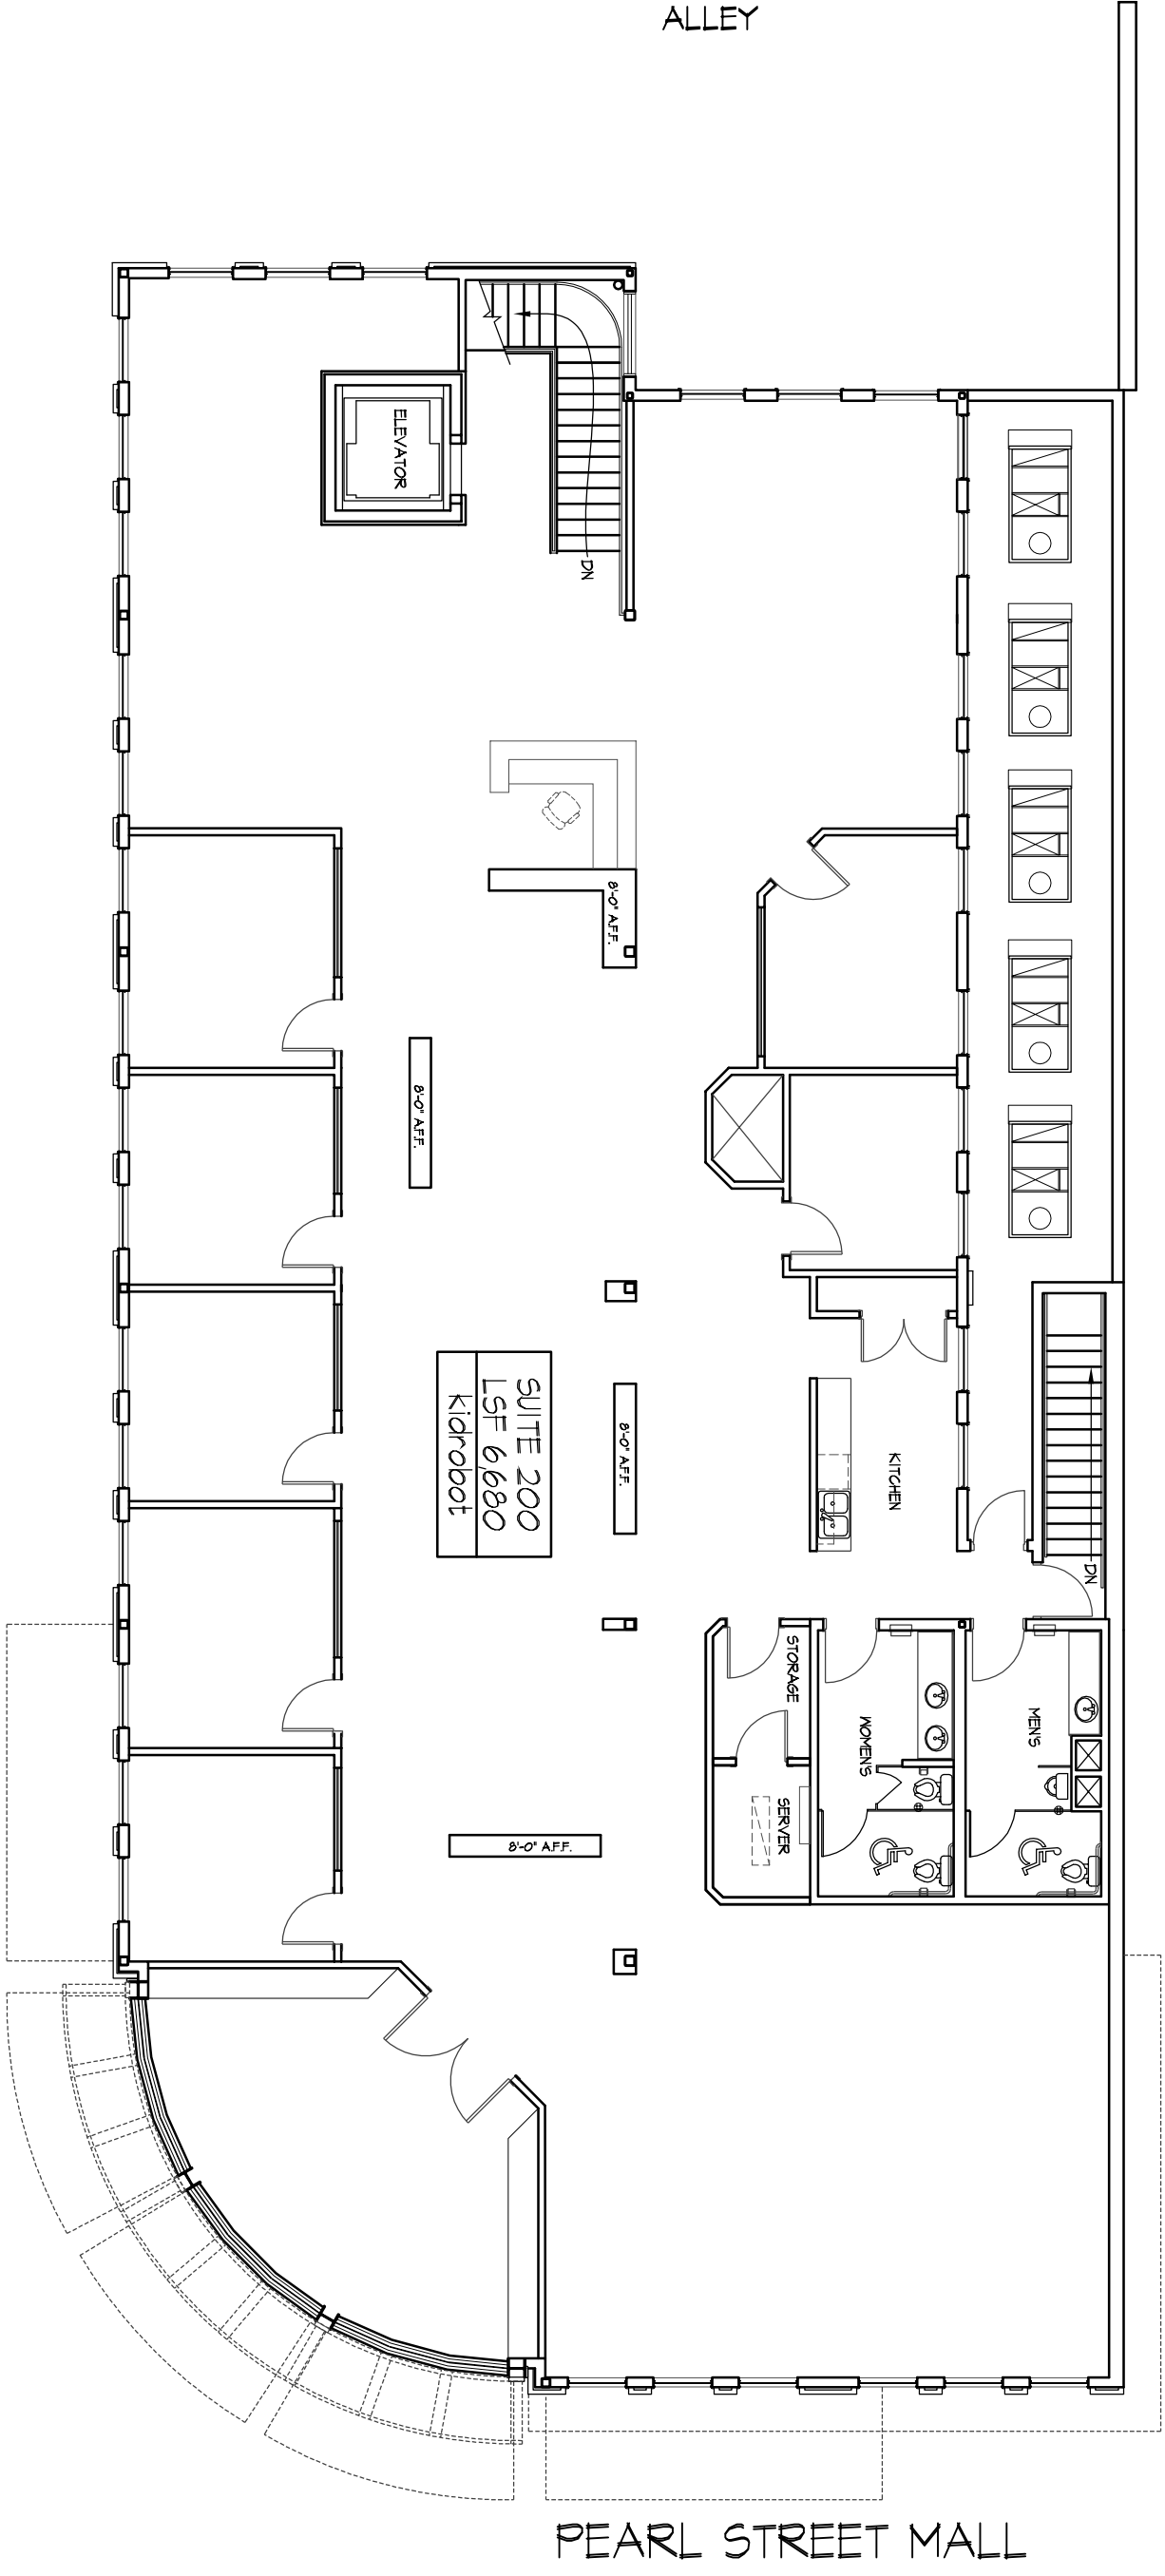 ALLEY
ELEVATOR
DN
8'-0" A.F.F.
8'-0" A.F.F.
SUITE 200
LSF 6,680
Kidrobot
8'-0" A.F.F.
KITCHEN
DN
STORAGE
WOMEN'S
MEN'S
SERVER
8'-0" A.F.F.
PEARL STREET MALL